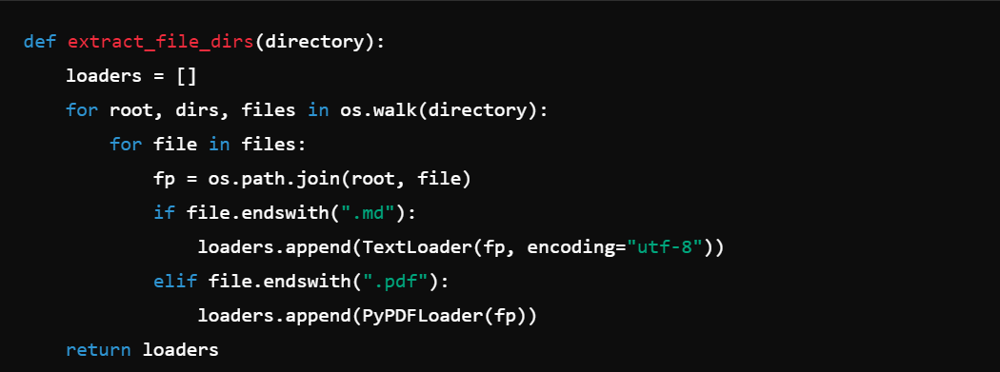 def extract_file_dirs(directory):
    loaders = []
    for root, dirs, files in os.walk(directory):
        for file in files:
            fp = os.path.join(root, file)
            if file.endswith(".md"):
                loaders.append(TextLoader(fp, encoding="utf-8"))
            elif file.endswith(".pdf"):
                loaders.append(PyPDFLoader(fp))
    return loaders